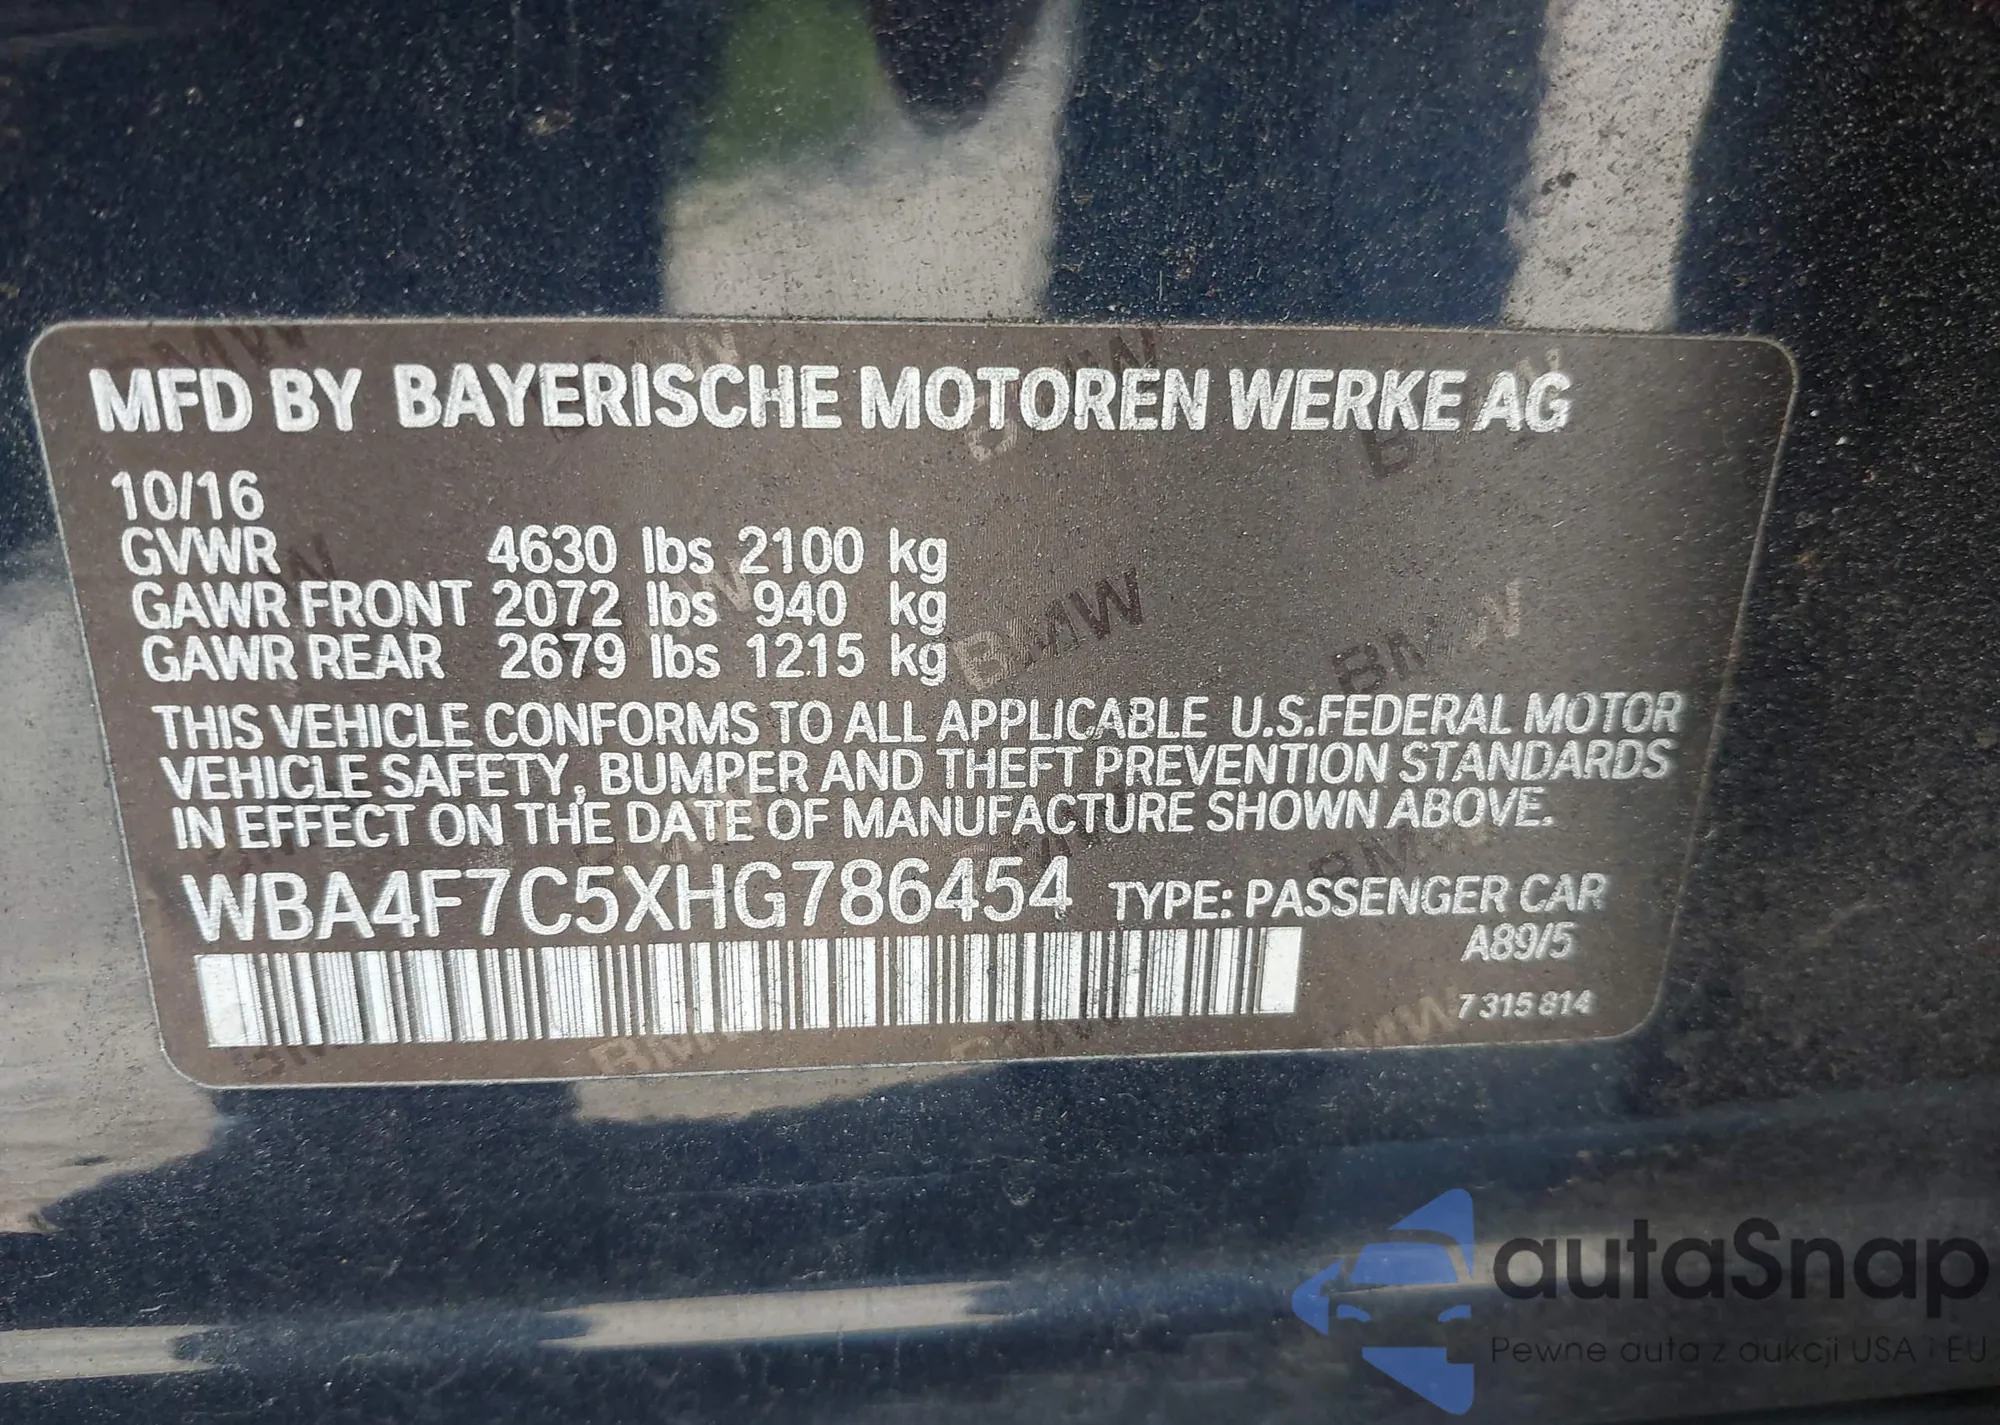 MFD BY BAYERISCHE MOTOREN WERKE AG
10/16
GVWR 4630 lbs 2100 kg
GAWR FRONT 2072 lbs 940 kg
GAWR REAR 2679 lbs 1215 kg
THIS VEHICLE CONFORMS TO ALL APPLICABLE U.S.FEDERAL MOTOR
VEHICLE SAFETY, BUMPER AND THEFT PREVENTION STANDARDS
IN EFFECT ON THE DATE OF MANUFACTURE SHOWN ABOVE.
WBA4F7C5XHG786454 TYPE: PASSENGER CAR
A89/5
7 315 814
autaSnap
Pewne auta z aukcji USA i EU